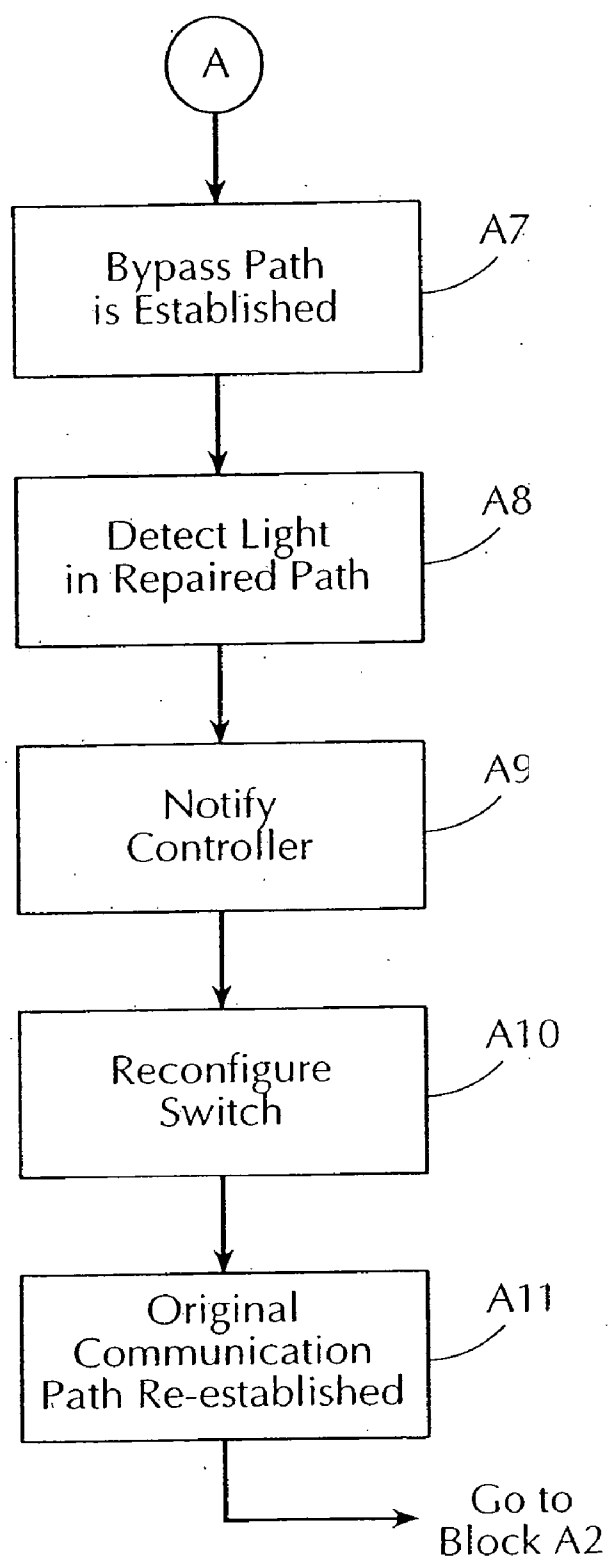 A
A7
Bypass Path
is Established
A8
Detect Light
in Repaired Path
A9
Notify
Controller
A10
Reconfigure
Switch
A11
Original
Communication
Path Re-established
Go to
Block A2